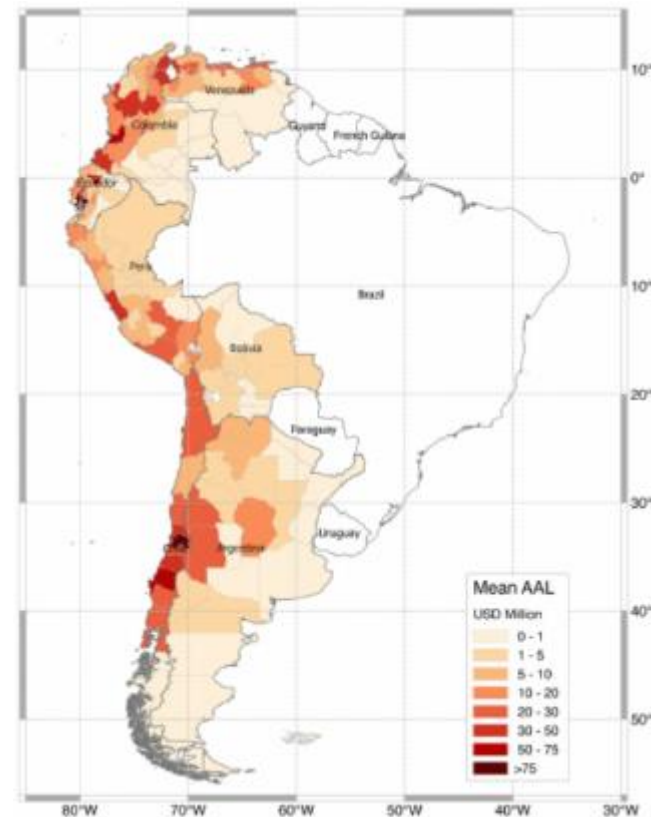 10°
Venezuela
Guyana
French Guiana
Colombia
0°
Ecuador
Peru
10°
Brazil
Bolivia
20°
Paraguay
30°
Uruguay
Argentina
Mean AAL
USD Million
0 - 1
1 - 5
5 - 10
10 - 20
20 - 30
30 - 50
50 - 75
>75
40°
50°
80°W 70°W 60°W 50°W 40°W 30°W